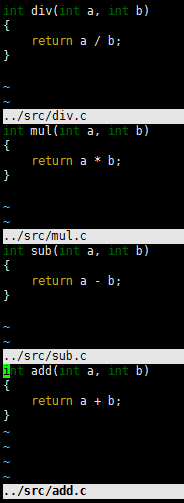 int div(int a, int b)
{
    return a / b;
}
~
~
../src/div.c
int mul(int a, int b)
{
    return a * b;
}
~
~
../src/mul.c
int sub(int a, int b)
{
    return a - b;
}
~
~
../src/sub.c
int add(int a, int b)
{
    return a + b;
}
~
~
~
~
../src/add.c